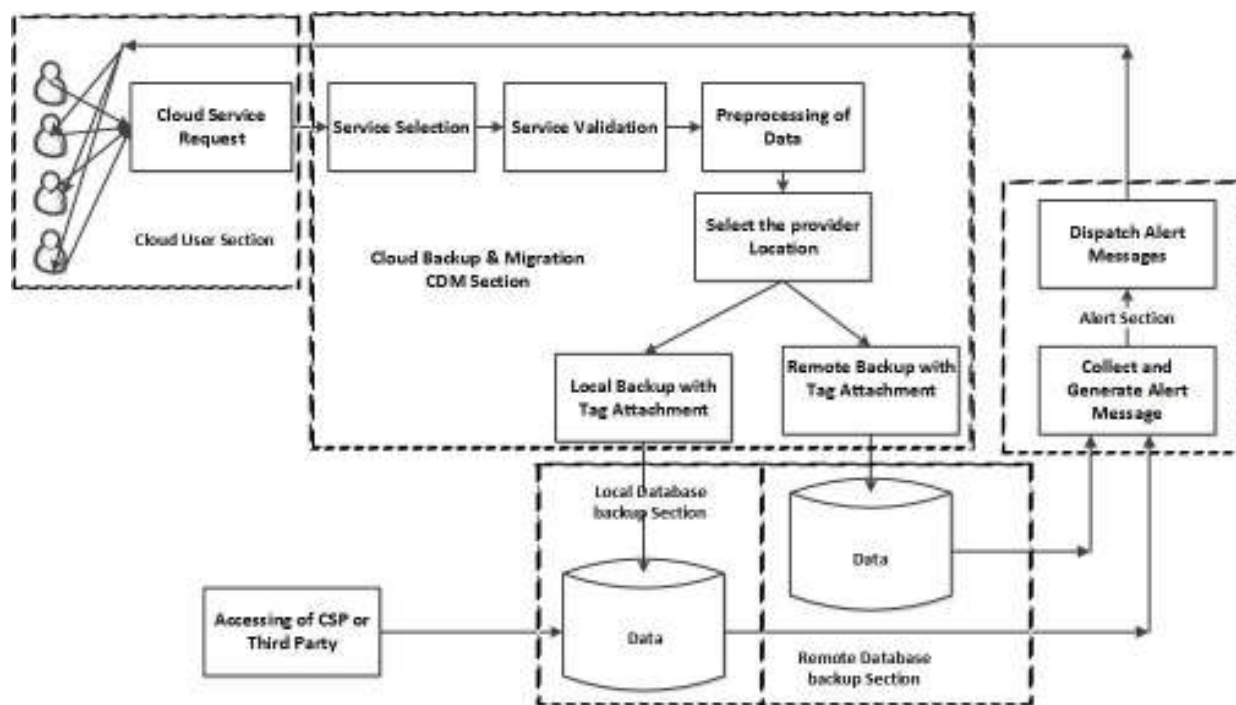 Cloud Service
Request
Service Selection
Service Validation
Preprocessing of
Data
Cloud User Section
Select the provider
Location
Cloud Backup & Migration
CDM Section
Dispatch Alert
Messages
Alert Section
Local Backup with
Tag Attachment
Remote Backup with
Tag Attachment
Collect and
Generate Alert
Message
Local Database
backup Section
Data
Accessing of CSP or
Third Party
Data
Remote Database
backup Section